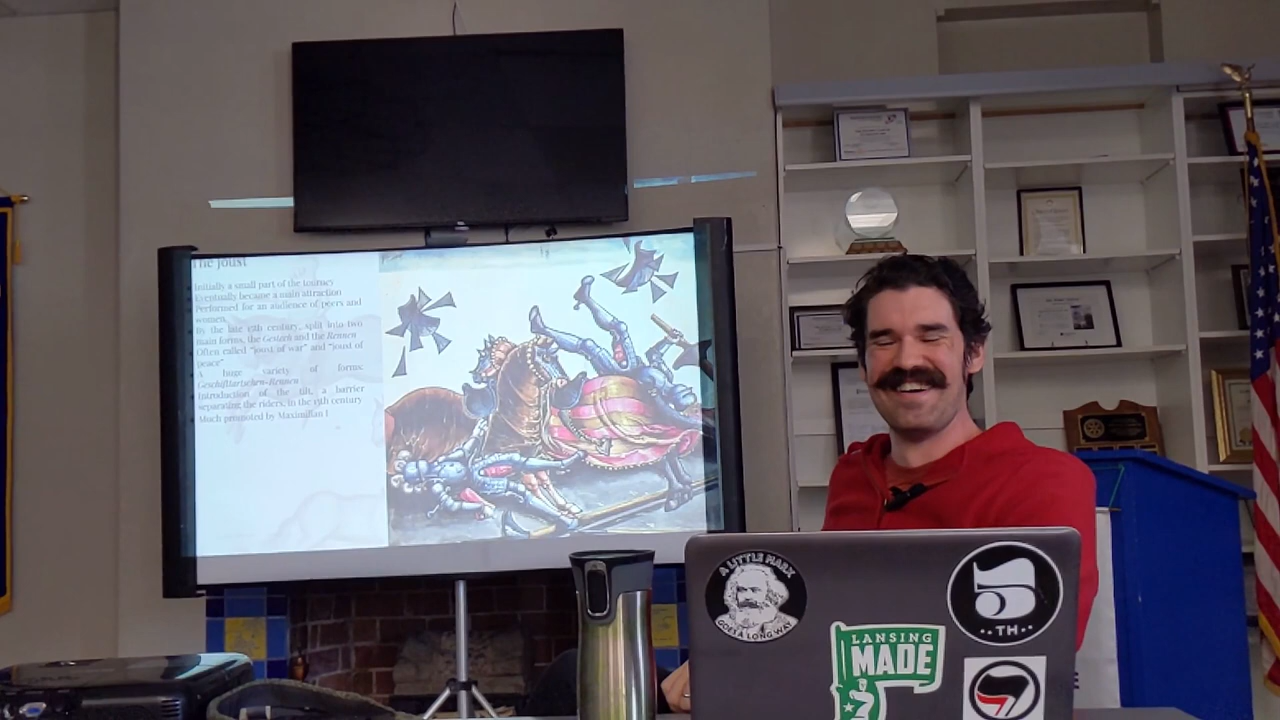 The Joust
Initially a small part of the tourney
Eventually became a main attraction
Performed for an audience of peers and
women.
By the late 15th century, split into two
main forms, the Gestech and the Rennen
Often called "joust of war" and "joust of
peace"
A huge variety of forms:
Geschiftartschen-Rennen
Introduction of the tilt, a barrier
separating the riders, in the 15th century
Much promoted by Maximilian I
A LITTLE MARX
GOES A LONG WAY
5
TH
LANSING
MADE